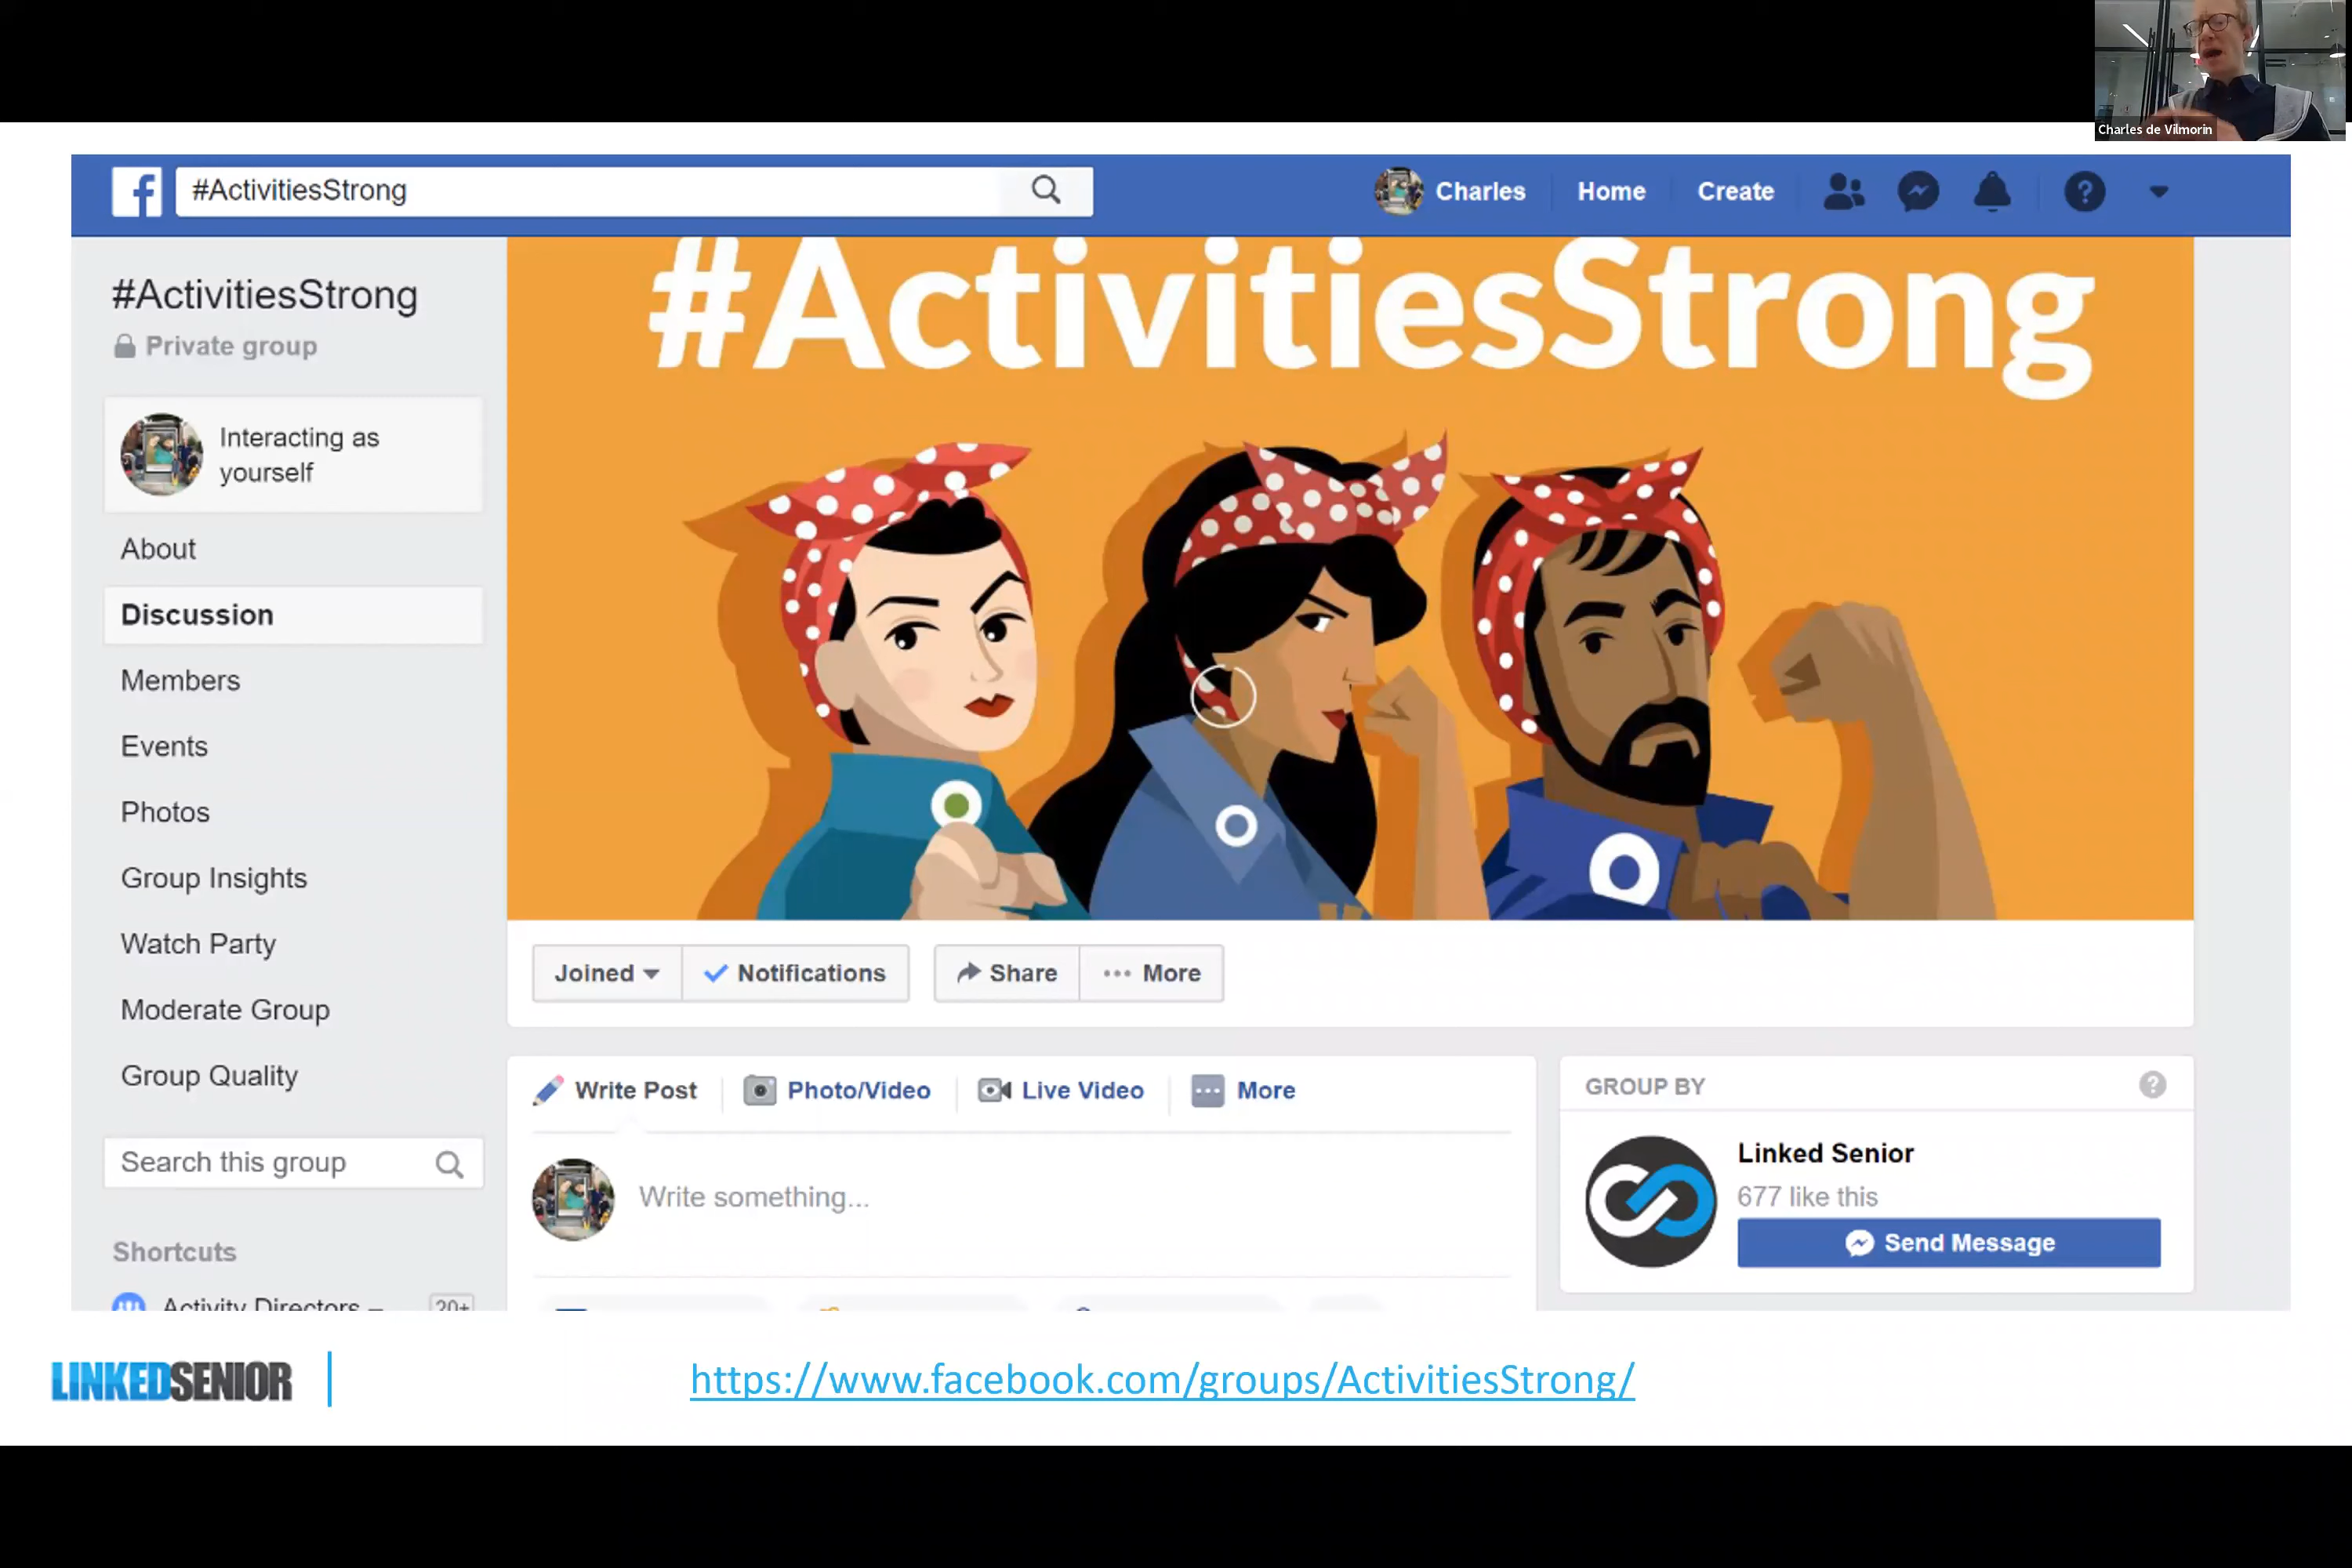 Charles de Vilmorin
#ActivitiesStrong
Charles
Home
Create
#ActivitiesStrong
Private group
Interacting as
yourself
About
Discussion
Members
Events
Photos
Group Insights
Watch Party
Moderate Group
Group Quality
Search this group
Shortcuts
Activity Directors –
20+
#ActivitiesStrong
Joined
Notifications
Share
More
Write Post
Photo/Video
Live Video
More
Write something...
GROUP BY
Linked Senior
677 like this
Send Message
LINKEDSENIOR
https://www.facebook.com/groups/ActivitiesStrong/